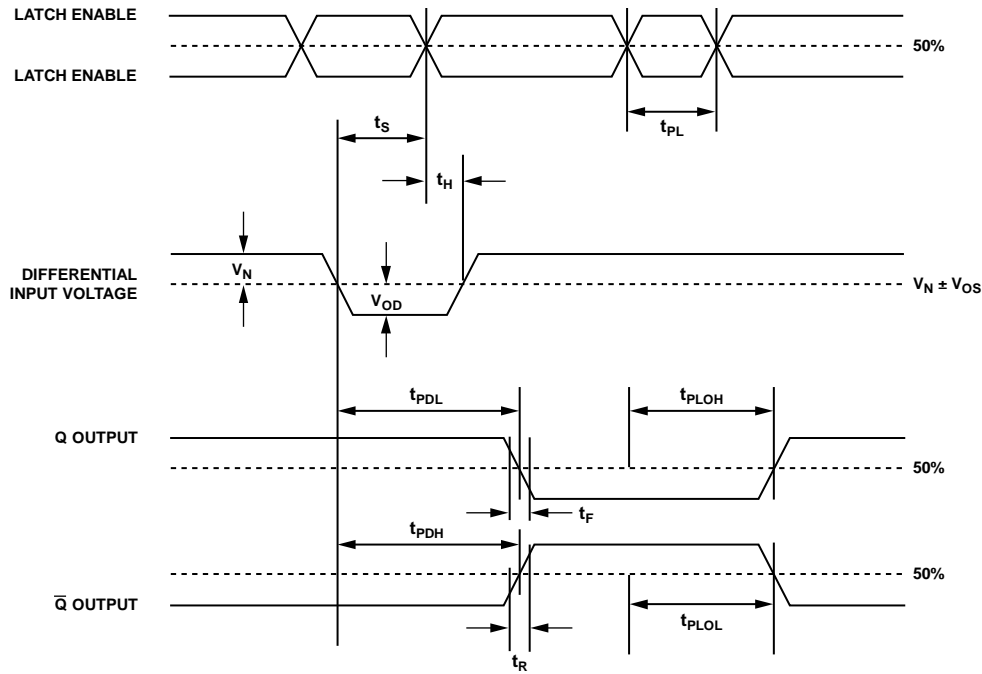 LATCH ENABLE
50%
LATCH ENABLE
tS
tPL
tH
VN
DIFFERENTIAL
INPUT VOLTAGE
VOD
VN ± VOS
tPDL
tPLOH
Q OUTPUT
50%
tF
tPDH
50%
Q̅ OUTPUT
tPLOL
tR